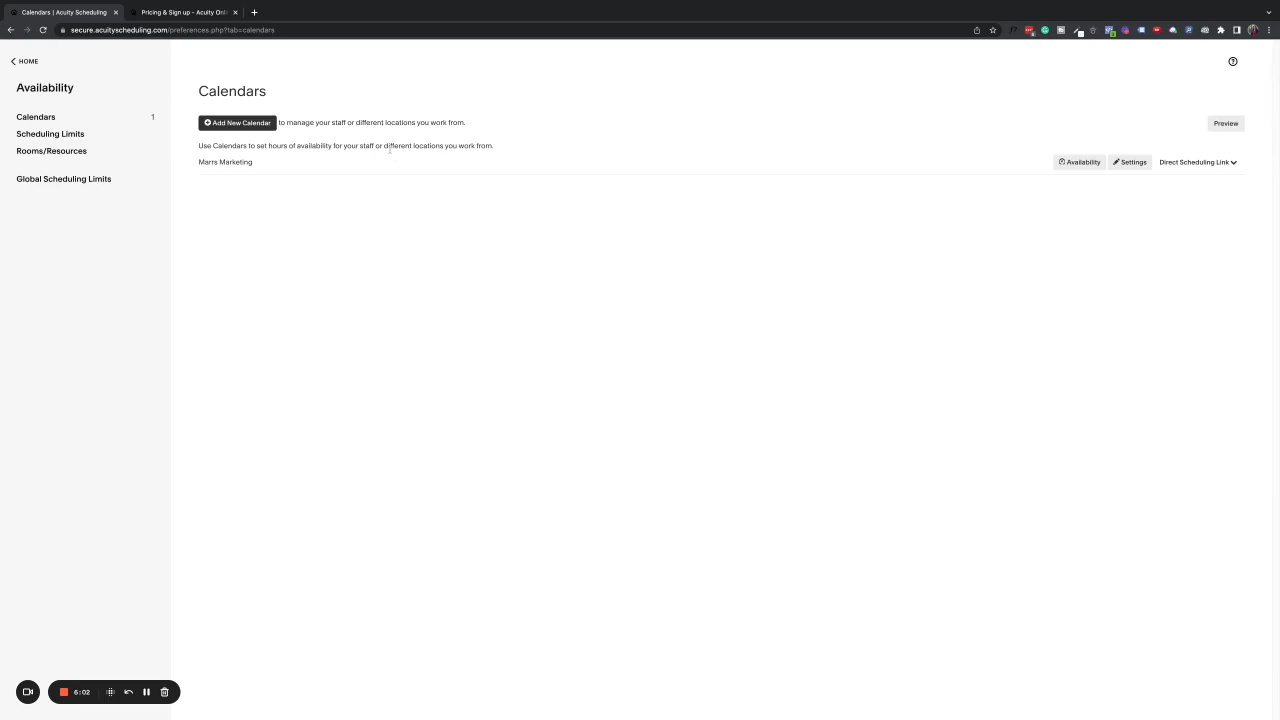 Calendars | Acuity Scheduling
Pricing & Sign up - Acuity Onl
secure.acuityscheduling.com/preferences.php?tab=calendars
HOME
Availability
Calendars 1
Scheduling Limits
Rooms/Resources
Global Scheduling Limits
Calendars
Add New Calendar to manage your staff or different locations you work from.
Preview
Use Calendars to set hours of availability for your staff or different locations you work from.
Marrs Marketing
Availability Settings Direct Scheduling Link
6:02